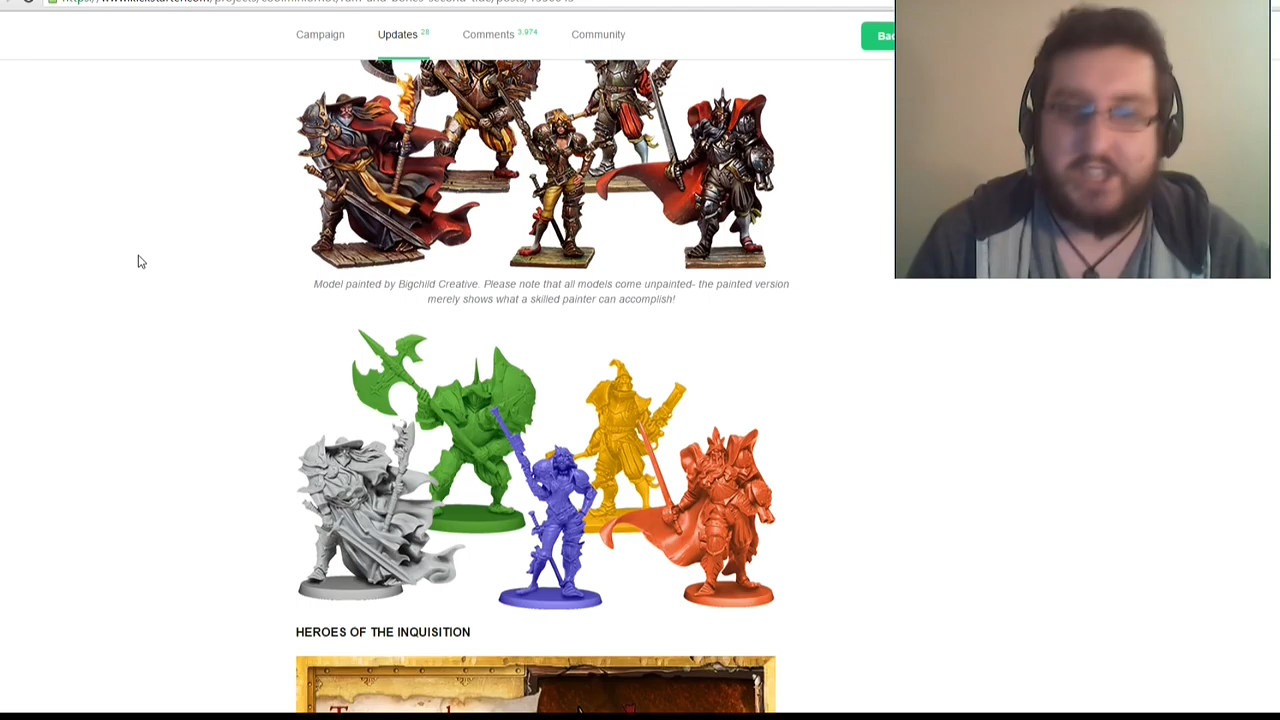 Campaign
Updates 28
Comments 3,974
Community
Model painted by Bigchild Creative. Please note that all models come unpainted- the painted version
merely shows what a skilled painter can accomplish!
HEROES OF THE INQUISITION